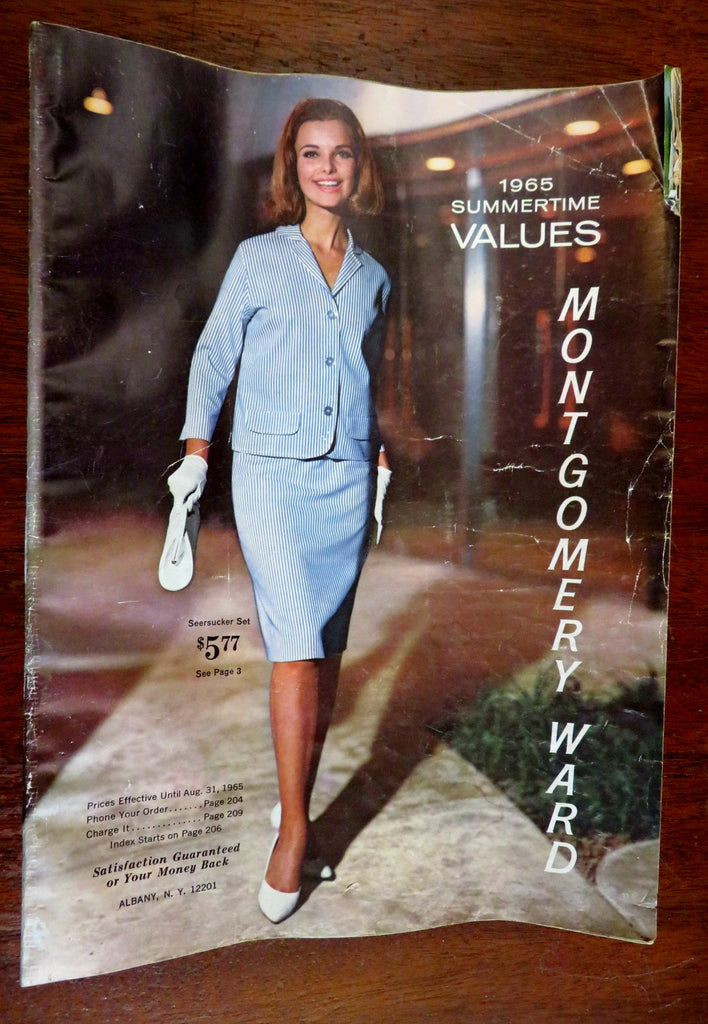 1965
SUMMERTIME
VALUES
MONTGOMERY WARD
Seersucker Set
$5.77
See Page 3
Prices Effective Until Aug. 31, 1965
Phone Your Order.......Page 204
Charge It..............Page 209
Index Starts on Page 206
Satisfaction Guaranteed
or Your Money Back
ALBANY, N. Y. 12201